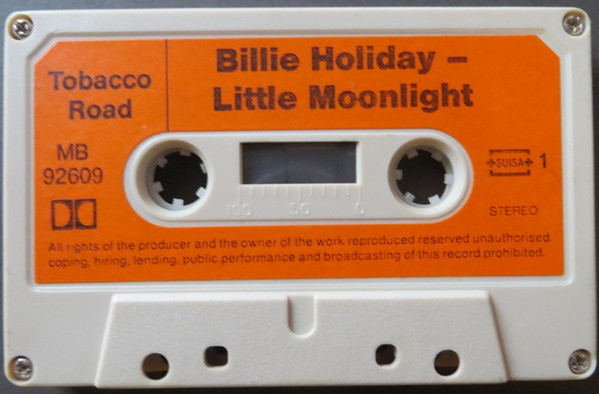 Tobacco
Road
Billie Holiday –
Little Moonlight
MB
92609
SUISA 1
STEREO
100 50 0
All rights of the producer and the owner of the work reproduced reserved unauthorised
coping, hiring, lending, public performance and broadcasting of this record prohibited.